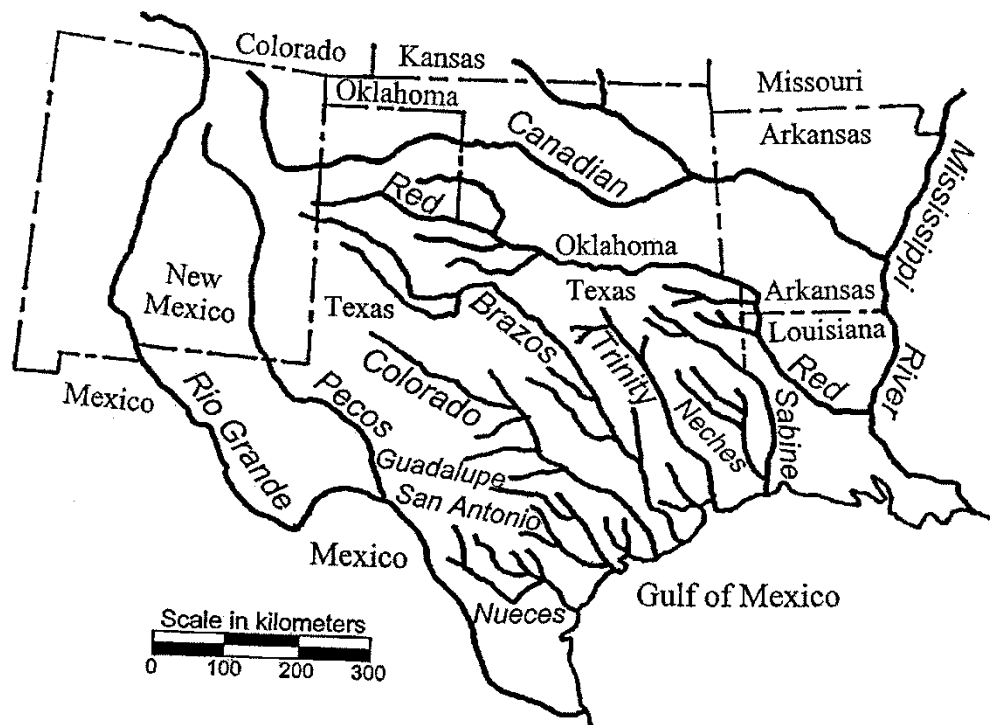 Colorado
Kansas
Missouri
Oklahoma
Arkansas
Canadian
Mississippi
River
Red
Oklahoma
New
Mexico
Texas
Texas
Arkansas
Louisiana
Brazos
Trinity
Red
Mexico
Rio Grande
Pecos
Colorado
Neches
Sabine
Guadalupe
San Antonio
Mexico
Nueces
Gulf of Mexico
Scale in kilometers
0 100 200 300